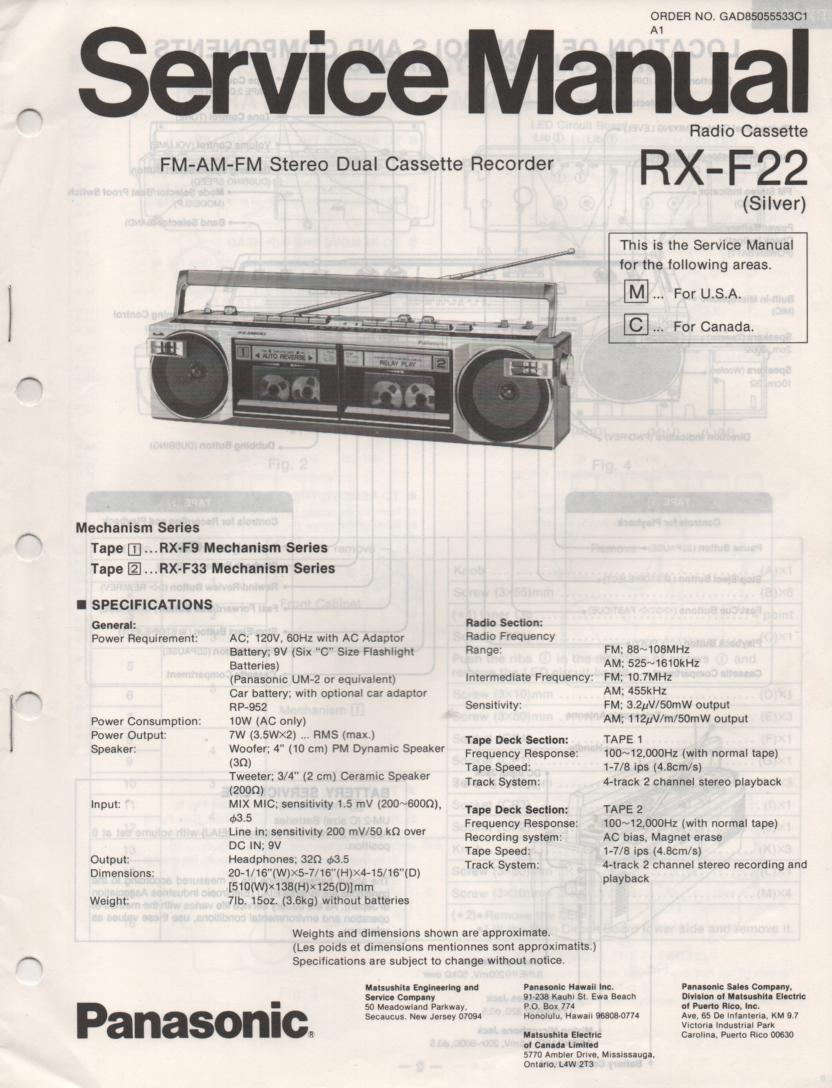 ORDER NO. GAD85055533C1
A1
Service Manual
Radio Cassette
FM-AM-FM Stereo Dual Cassette Recorder
RX-F22
(Silver)
This is the Service Manual
for the following areas.
M ... For U.S.A.
C ... For Canada.
1 ◀ AUTO REVERSE ▶
Panasonic
RELAY PLAY 2
Mechanism Series
Tape 1...RX-F9 Mechanism Series
Tape 2...RX-F33 Mechanism Series
■ SPECIFICATIONS
General:
Power Requirement: AC; 120V, 60Hz with AC Adaptor
Battery; 9V (Six "C" Size Flashlight
Batteries)
(Panasonic UM-2 or equivalent)
Car battery; with optional car adaptor
RP-952
Power Consumption: 10W (AC only)
Power Output: 7W (3.5W×2) ... RMS (max.)
Speaker: Woofer; 4" (10 cm) PM Dynamic Speaker
(3Ω)
Tweeter; 3/4" (2 cm) Ceramic Speaker
(200Ω)
Input: MIX MIC; sensitivity 1.5 mV (200~600Ω),
ϕ3.5
Line in; sensitivity 200 mV/50 kΩ over
DC IN; 9V
Output: Headphones; 32Ω ϕ3.5
Dimensions: 20-1/16"(W)×5-7/16"(H)×4-15/16"(D)
[510(W)×138(H)×125(D)]mm
Weight: 7lb. 15oz. (3.6kg) without batteries
Radio Section:
Radio Frequency
Range: FM; 88~108MHz
AM; 525~1610kHz
Intermediate Frequency: FM; 10.7MHz
AM; 455kHz
Sensitivity: FM; 3.2μV/50mW output
AM; 112μV/m/50mW output
Tape Deck Section: TAPE 1
Frequency Response: 100~12,000Hz (with normal tape)
Tape Speed: 1-7/8 ips (4.8cm/s)
Track System: 4-track 2 channel stereo playback
Tape Deck Section: TAPE 2
Frequency Response: 100~12,000Hz (with normal tape)
Recording system: AC bias, Magnet erase
Tape Speed: 1-7/8 ips (4.8cm/s)
Track System: 4-track 2 channel stereo recording and
playback
Weights and dimensions shown are approximate.
(Les poids et dimensions mentionnes sont approximatits.)
Specifications are subject to change without notice.
Panasonic®
Matsushita Engineering and
Service Company
50 Meadowland Parkway,
Secaucus. New Jersey 07094
Panasonic Hawaii Inc.
91-238 Kauhi St. Ewa Beach
P.O. Box 774
Honolulu, Hawaii 96808-0774
Matsushita Electric
of Canada Limited
5770 Ambler Drive, Mississauga,
Ontario, L4W 2T3
Panasonic Sales Company,
Division of Matsushita Electric
of Puerto Rico, Inc.
Ave, 65 De Infanteria, KM 9.7
Victoria Industrial Park
Carolina, Puerto Rico 00630